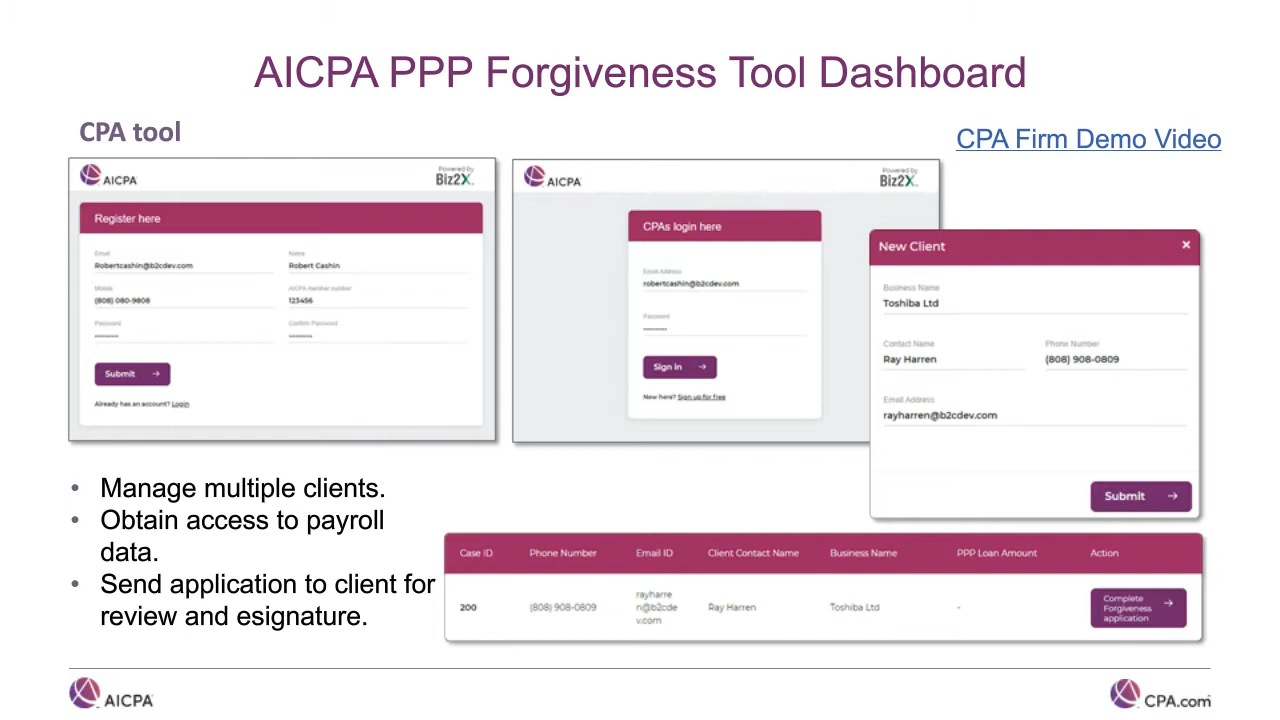 AICPA PPP Forgiveness Tool Dashboard
CPA tool
CPA Firm Demo Video
AICPA
Powered by
Biz2X
Register here
Email
Name
Robertcashin@b2cdev.com
Robert Cashin
Mobile
AICPA member number
(808) 080-9808
123456
Password
Confirm Password
Submit →
Already has an account? Login
AICPA
Powered by
Biz2X
CPAs login here
Email Address
robertcashin@b2cdev.com
Password
Sign in →
New here? Sign up for free
New Client ×
Business Name
Toshiba Ltd
Contact Name
Phone Number
Ray Harren
(808) 908-0809
Email Address
rayharren@b2cdev.com
Submit →
• Manage multiple clients.
• Obtain access to payroll
data.
• Send application to client for
review and esignature.
Case ID Phone Number Email ID Client Contact Name Business Name PPP Loan Amount Action
200 (808) 908-0809 rayharre
n@b2cde
v.com
Ray Harren Toshiba Ltd -
Complete
Forgiveness →
application
AICPA
CPA.com